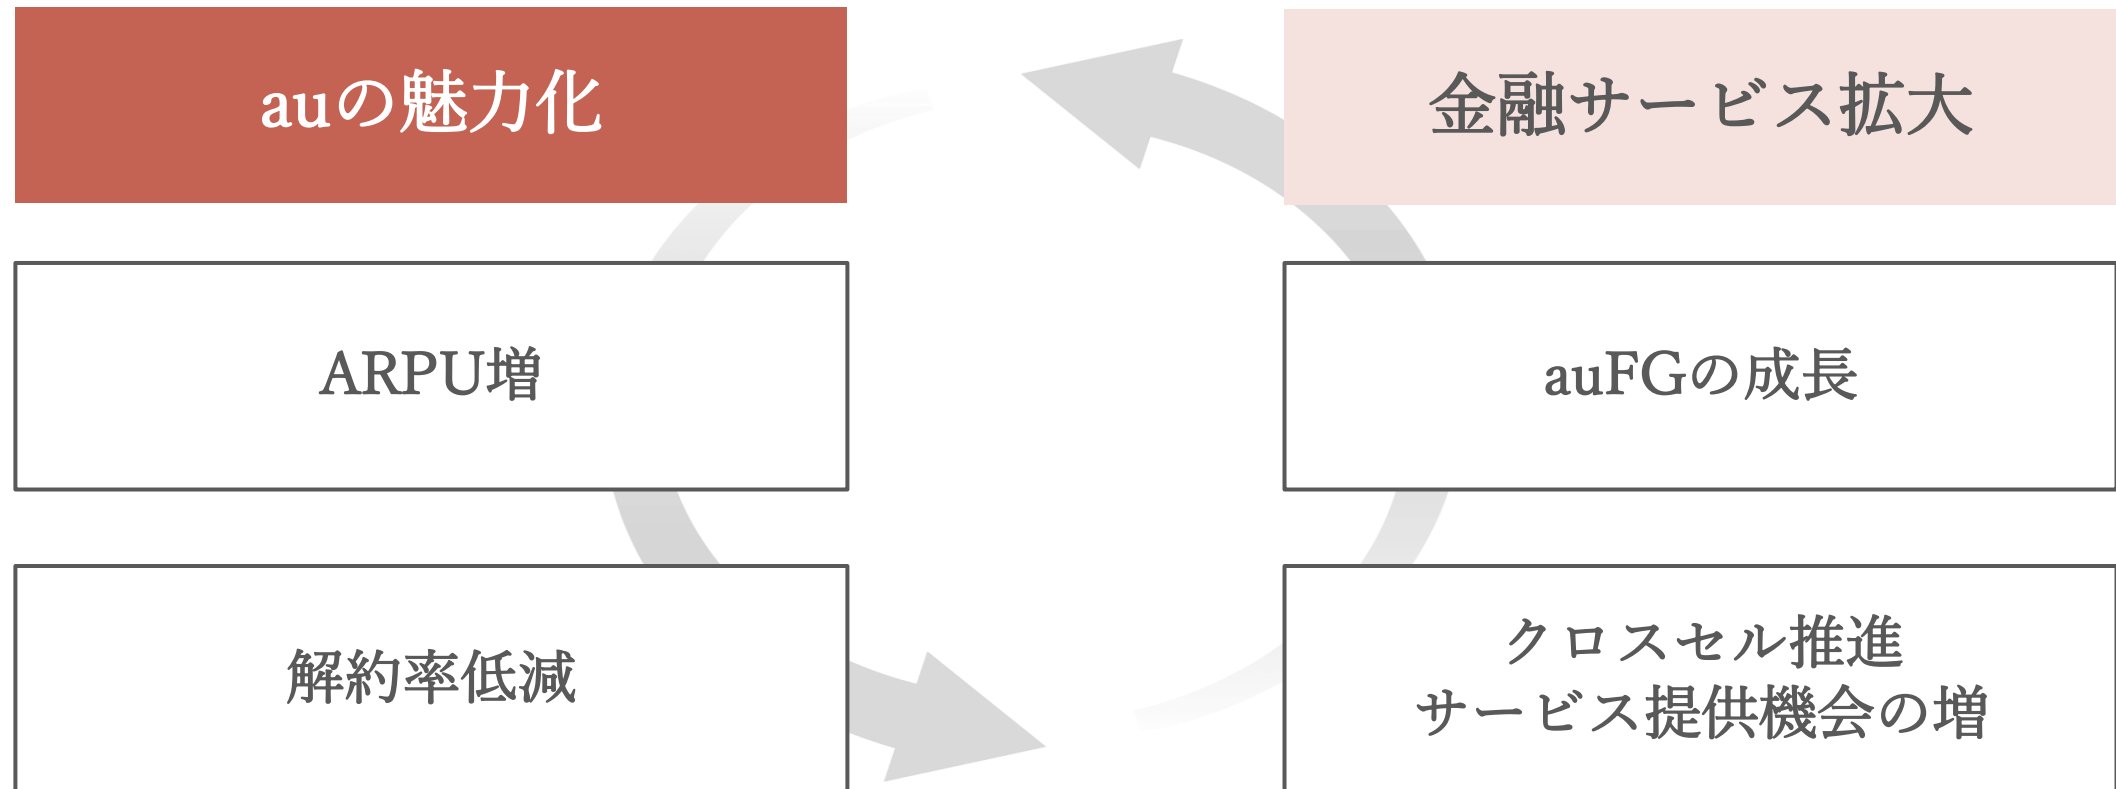 auの魅力化
ARPU増
解約率低減
金融サービス拡大
auFGの成長
クロスセル推進
サービス提供機会の増